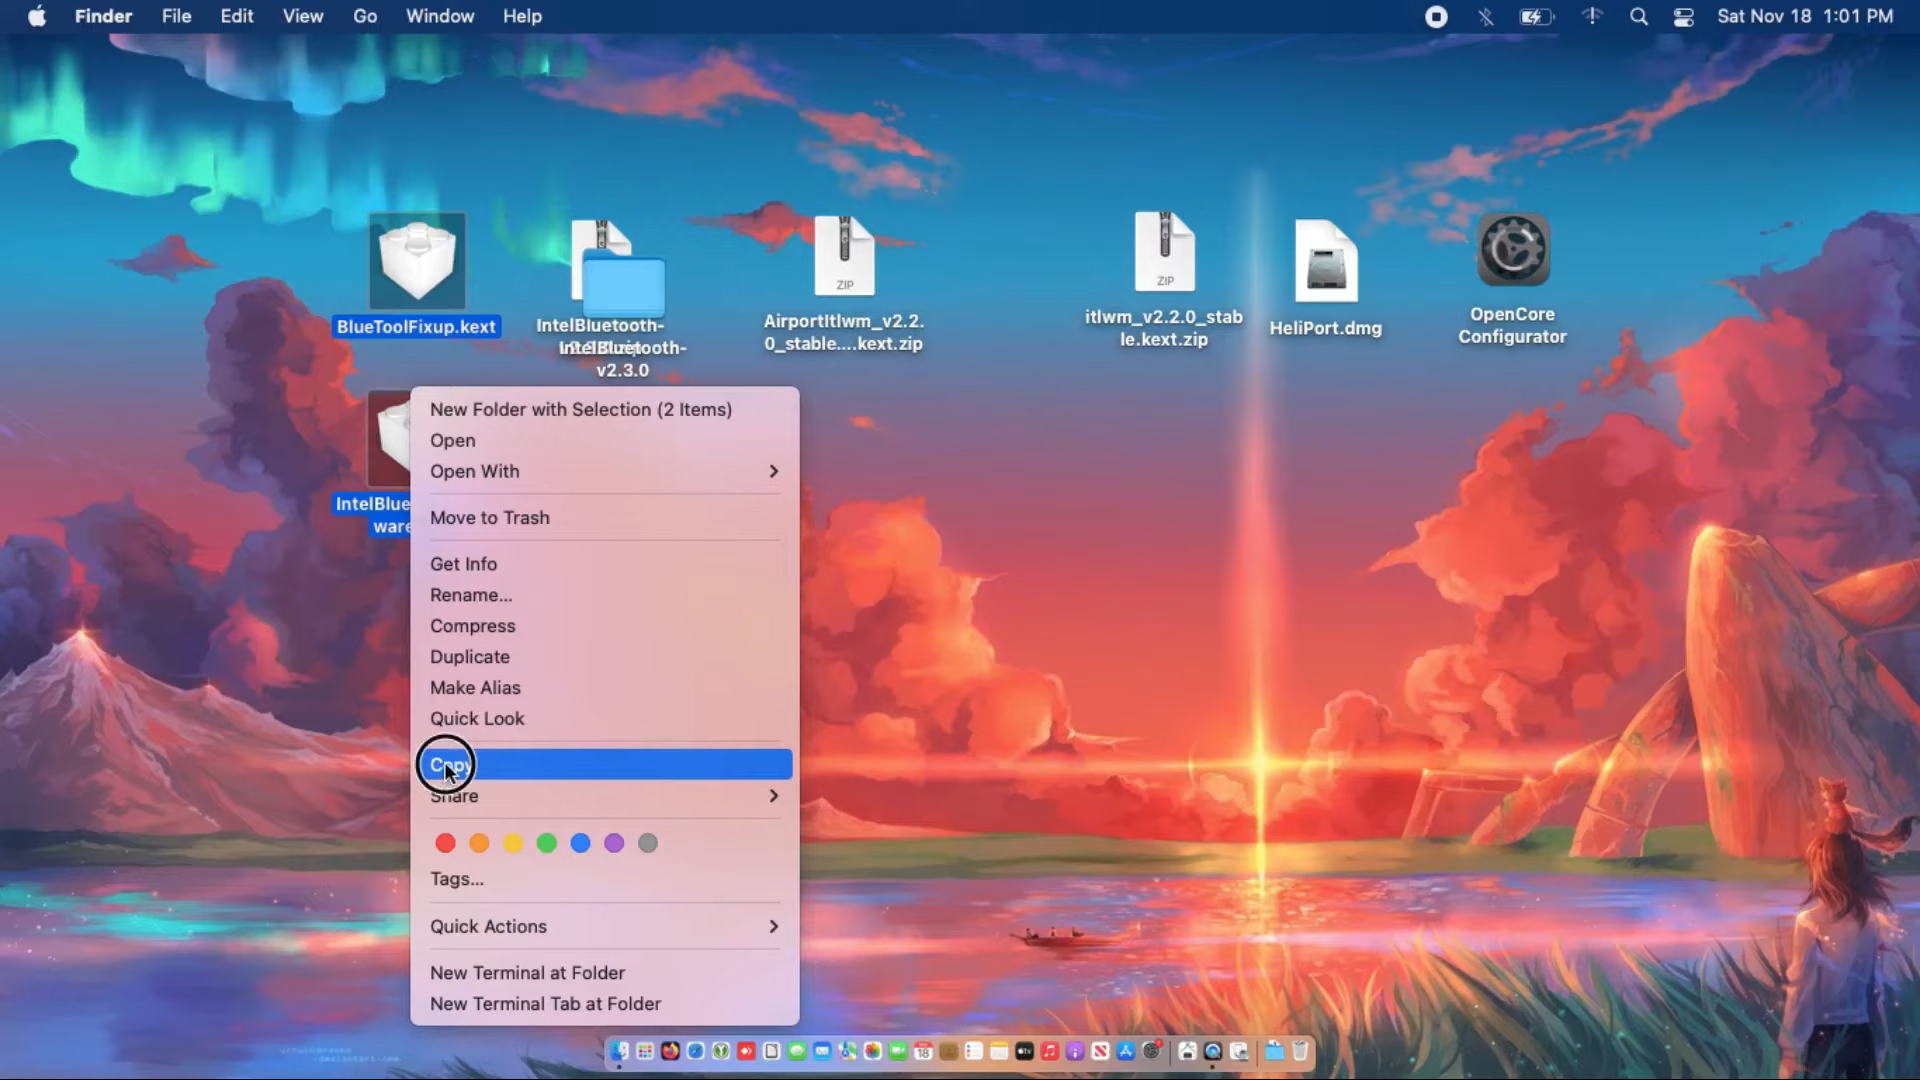 Finder File Edit View Go Window Help Sat Nov 18 1:01 PM
BlueToolFixup.kext
IntelBluetooth-
IntelBluetooth-
v2.3.0
ZIP
AirportItlwm_v2.2.
0_stable....kext.zip
ZIP
itlwm_v2.2.0_stab
le.kext.zip
HeliPort.dmg
OpenCore
Configurator
IntelBlue
ware
New Folder with Selection (2 Items)
Open
Open With
Move to Trash
Get Info
Rename...
Compress
Duplicate
Make Alias
Quick Look
Copy
Share
Tags...
Quick Actions
New Terminal at Folder
New Terminal Tab at Folder
18